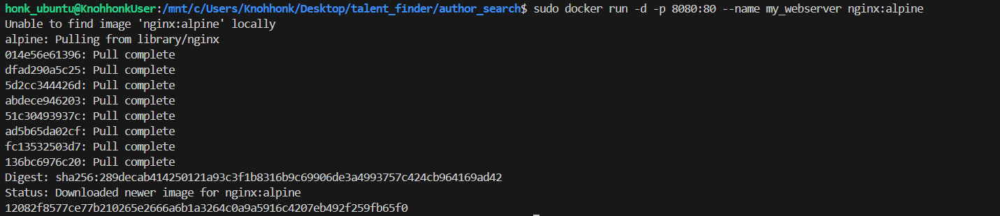 honk_ubuntu@KnohhonkUser:/mnt/c/Users/Knohhonk/Desktop/talent_finder/author_search$ sudo docker run -d -p 8080:80 --name my_webserver nginx:alpine
Unable to find image 'nginx:alpine' locally
alpine: Pulling from library/nginx
014e56e61396: Pull complete
dfad290a5c25: Pull complete
5d2cc344426d: Pull complete
abdece946203: Pull complete
51c30493937c: Pull complete
ad5b65da02cf: Pull complete
fc13532503d7: Pull complete
136bc6976c20: Pull complete
Digest: sha256:289decab414250121a93c3f1b8316b9c69906de3a4993757c424cb964169ad42
Status: Downloaded newer image for nginx:alpine
12082f8577ce77b210265e2666a6b1a3264c0a9a5916c4207eb492f259fb65f0